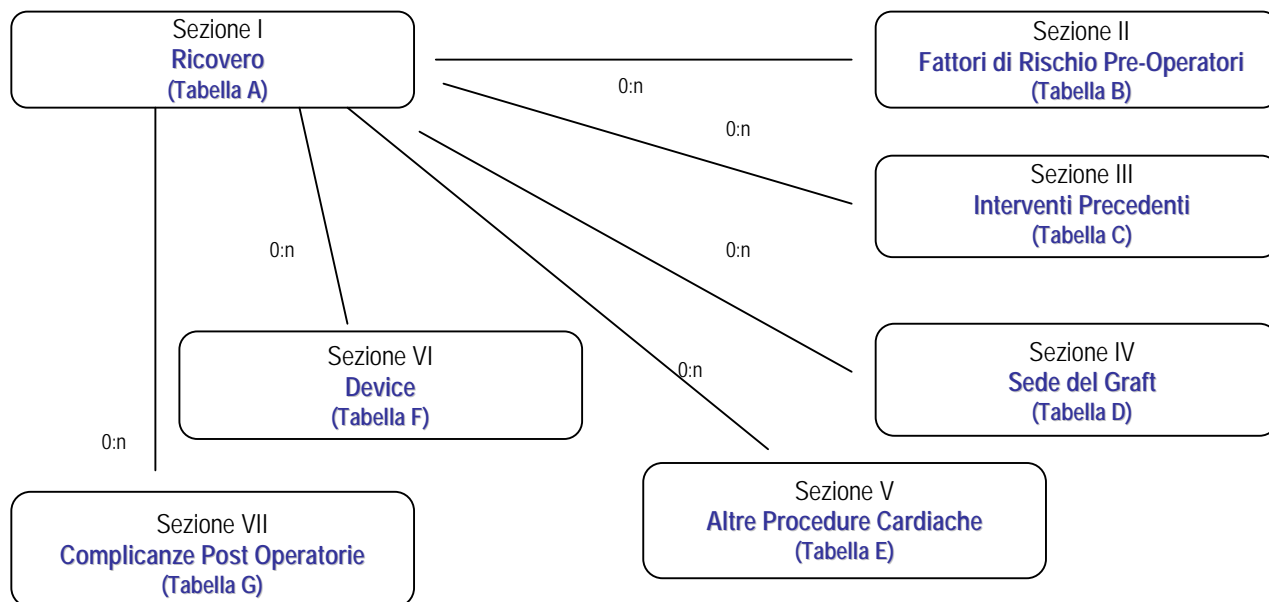 Sezione I
Ricovero
(Tabella A)
Sezione II
Fattori di Rischio Pre-Operatori
(Tabella B)
0:n
0:n
Sezione III
Interventi Precedenti
(Tabella C)
0:n
0:n
Sezione VI
Device
(Tabella F)
Sezione IV
Sede del Graft
(Tabella D)
0:n
0:n
Sezione V
Altre Procedure Cardiache
(Tabella E)
Sezione VII
Complicanze Post Operatorie
(Tabella G)